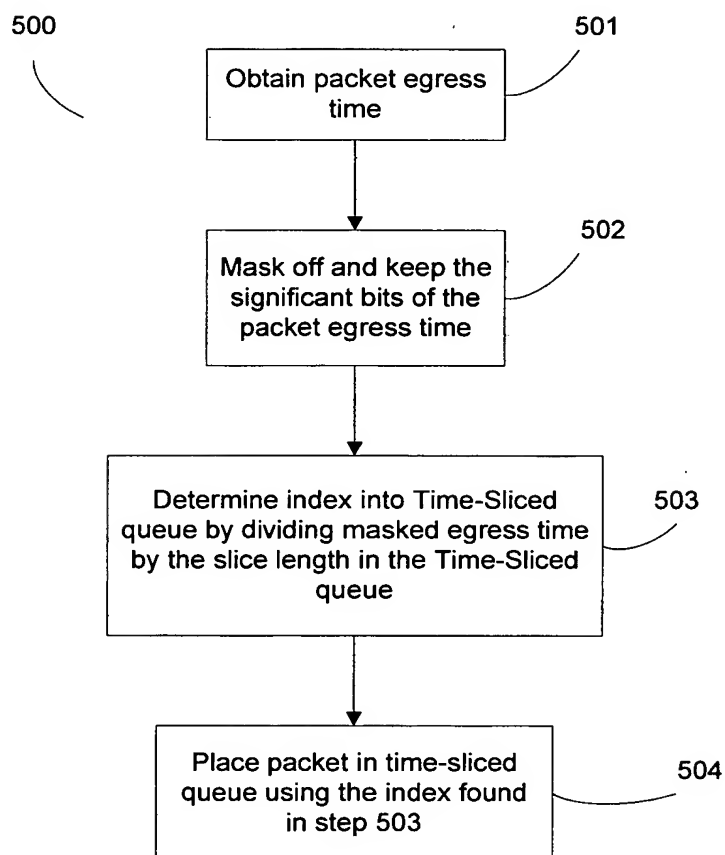 500
501
Obtain packet egress
time
502
Mask off and keep the
significant bits of the
packet egress time
503
Determine index into Time-Sliced
queue by dividing masked egress time
by the slice length in the Time-Sliced
queue
504
Place packet in time-sliced
queue using the index found
in step 503